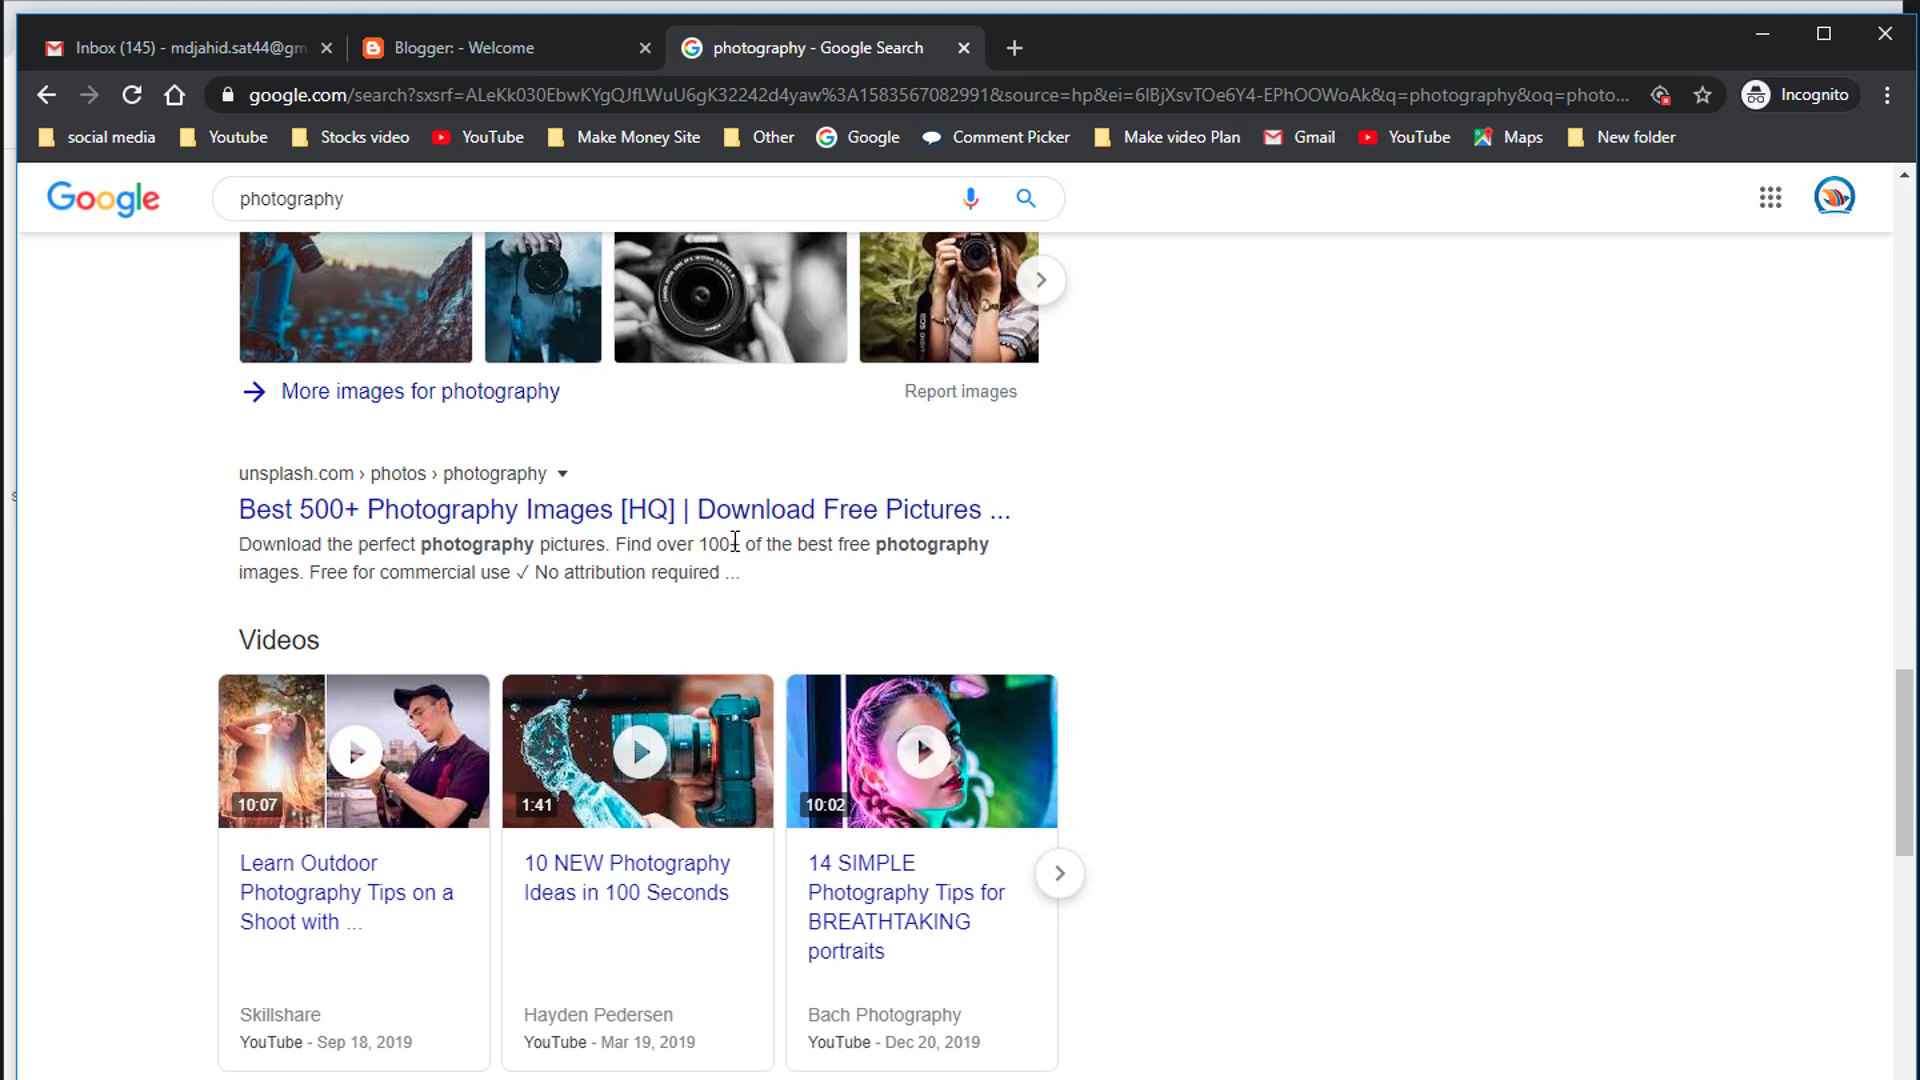 Inbox (145) - mdjahid.sat44@gm
Blogger: - Welcome
photography - Google Search
google.com/search?sxsrf=ALeKk030EbwKYgQJfLWuU6gK32242d4yaw%3A1583567082991&source=hp&ei=6lBjXsvTOe6Y4-EPhOOWoAk&q=photography&oq=photo...
Incognito
social media
Youtube
Stocks video
YouTube
Make Money Site
Other
Google
Comment Picker
Make video Plan
Gmail
YouTube
Maps
New folder
Google
photography
More images for photography
Report images
unsplash.com › photos › photography
Best 500+ Photography Images [HQ] | Download Free Pictures ...
Download the perfect photography pictures. Find over 100+ of the best free photography
images. Free for commercial use ✓ No attribution required ...
Videos
10:07
1:41
10:02
Learn Outdoor
Photography Tips on a
Shoot with ...
Skillshare
YouTube - Sep 18, 2019
10 NEW Photography
Ideas in 100 Seconds
Hayden Pedersen
YouTube - Mar 19, 2019
14 SIMPLE
Photography Tips for
BREATHTAKING
portraits
Bach Photography
YouTube - Dec 20, 2019